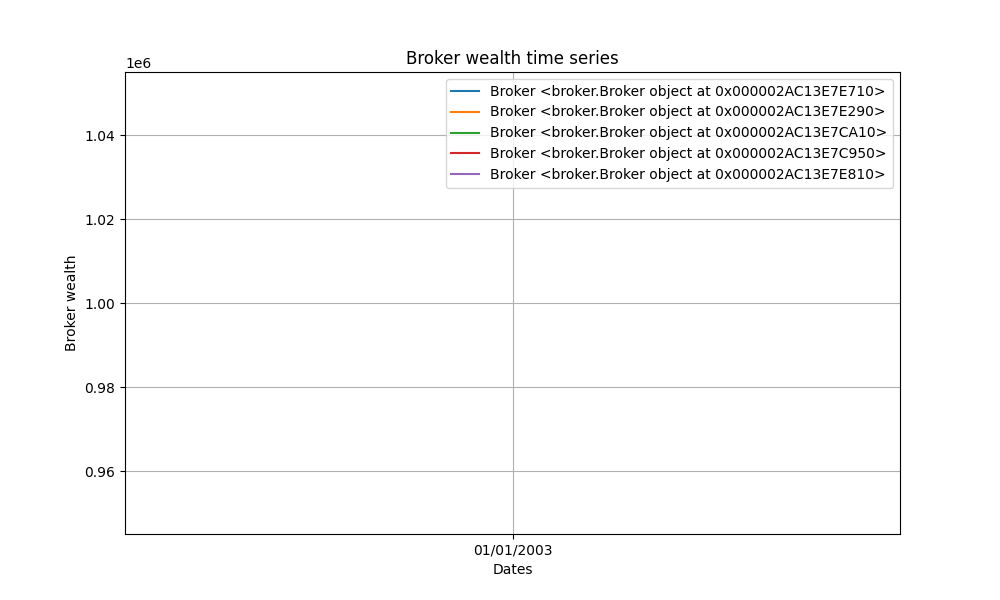 Broker wealth time series
1e6
Broker <broker.Broker object at 0x000002AC13E7E710>
Broker <broker.Broker object at 0x000002AC13E7E290>
Broker <broker.Broker object at 0x000002AC13E7CA10>
Broker <broker.Broker object at 0x000002AC13E7C950>
Broker <broker.Broker object at 0x000002AC13E7E810>
1.04
1.02
1.00
0.98
0.96
Broker wealth
01/01/2003
Dates